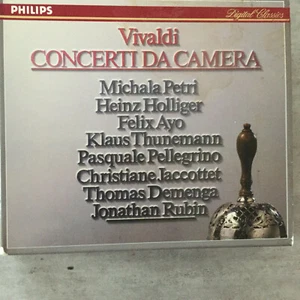 PHILIPS
Digital Classics
Vivaldi
CONCERTI DA CAMERA
Michala Petri
Heinz Holliger
Felix Ayo
Klaus Thunemann
Pasquale Pellegrino
Christiane Jaccottet
Thomas Demenga
Jonathan Rubin